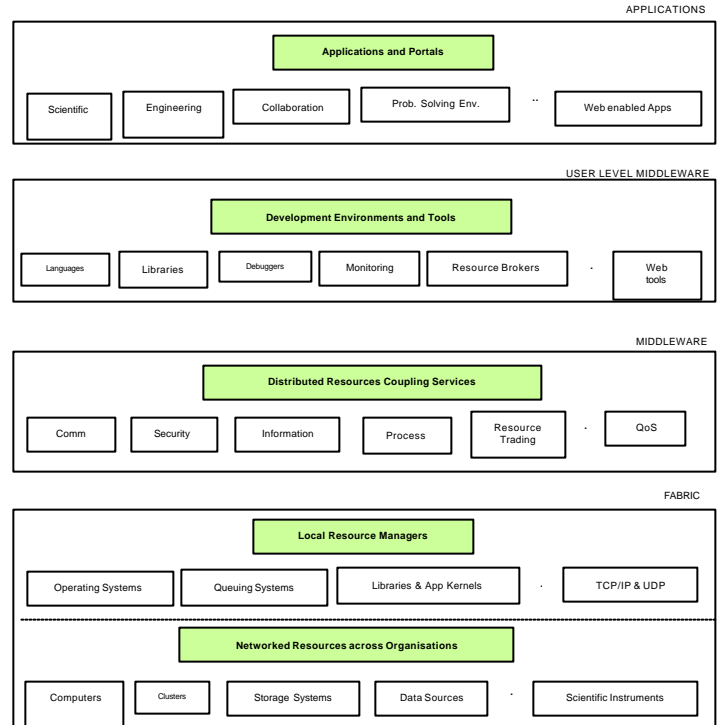 APPLICATIONS
Applications and Portals
Scientific
Engineering
Collaboration
Prob. Solving Env.
..
Web enabled Apps
USER LEVEL MIDDLEWARE
Development Environments and Tools
Languages
Libraries
Debuggers
Monitoring
Resource Brokers
.
Web
tools
MIDDLEWARE
Distributed Resources Coupling Services
Comm
Security
Information
Process
Resource
Trading
.
QoS
FABRIC
Local Resource Managers
Operating Systems
Queuing Systems
Libraries & App Kernels
.
TCP/IP & UDP
Networked Resources across Organisations
Computers
Clusters
Storage Systems
Data Sources
.
Scientific Instruments